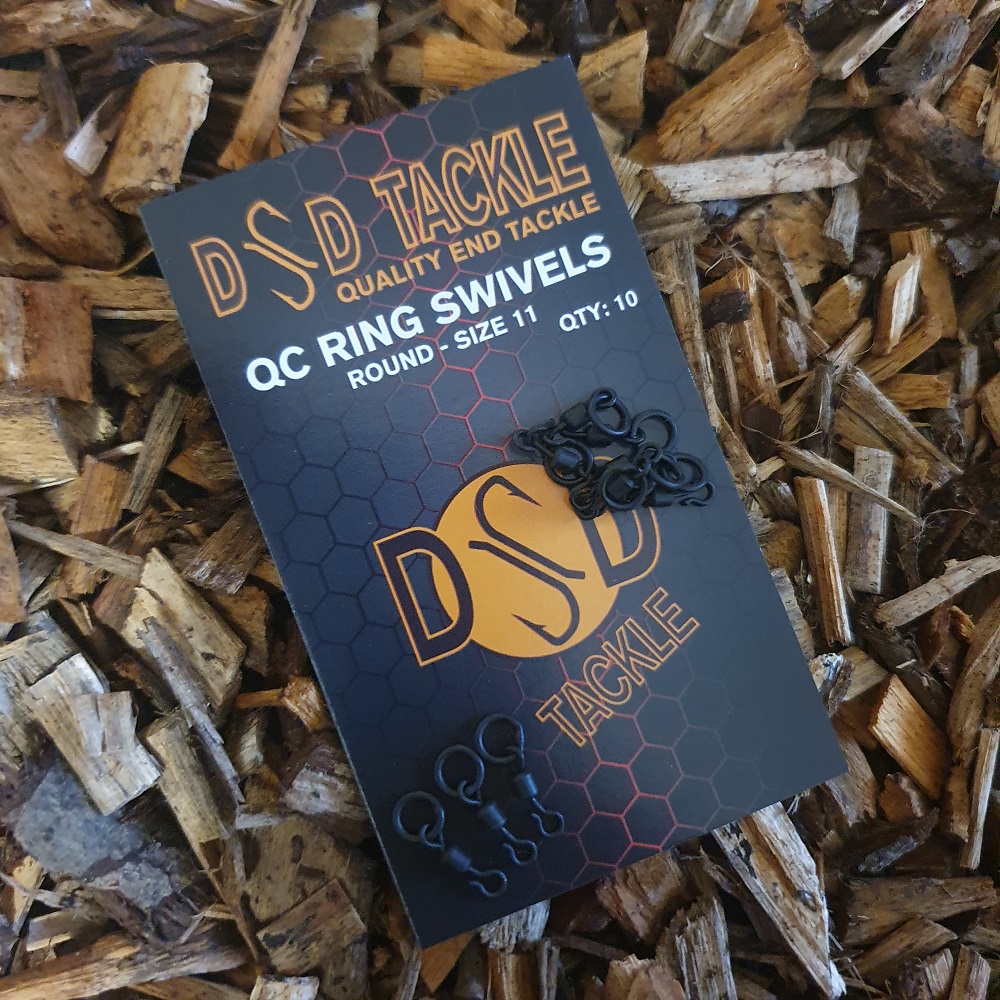 DSD TACKLE
QUALITY END TACKLE
QC RING SWIVELS
ROUND - SIZE 11 QTY: 10
DSD
TACKLE